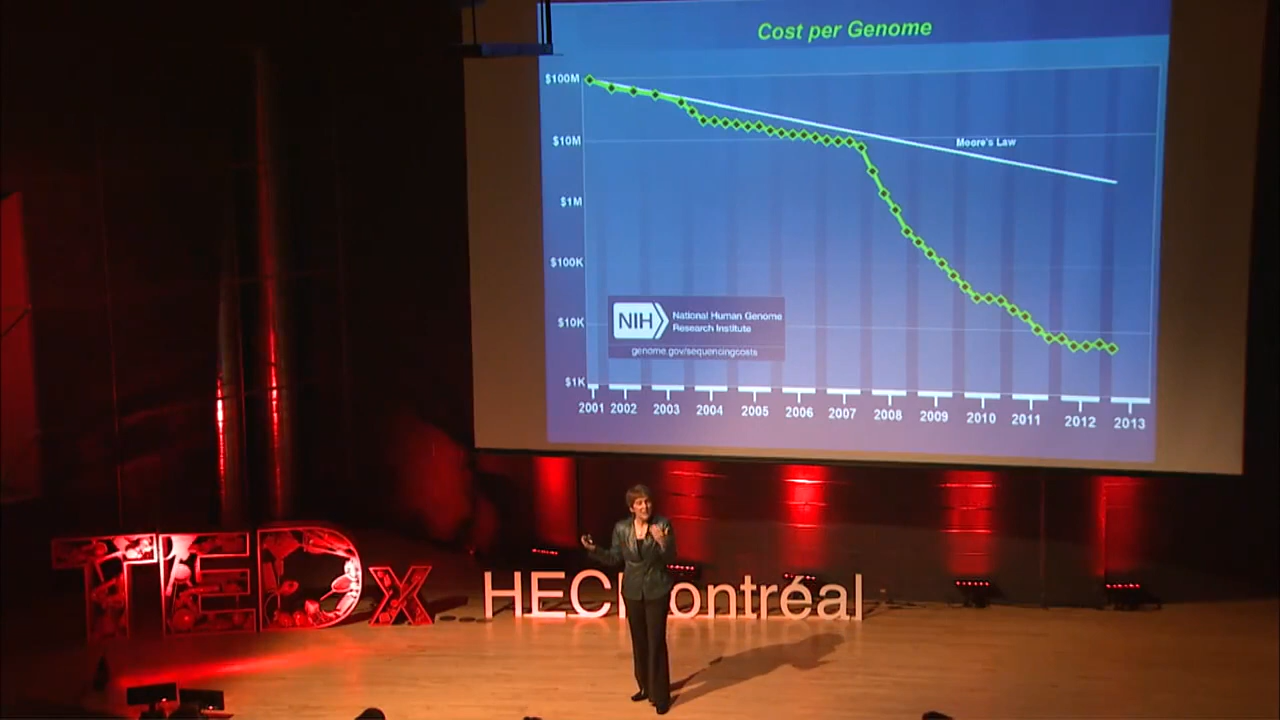 Cost per Genome
$100M
$10M
$1M
$100K
$10K
$1K
Moore's Law
NIH
National Human Genome
Research Institute
genome.gov/sequencingcosts
2001 2002 2003 2004 2005 2006 2007 2008 2009 2010 2011 2012 2013
TEDx
HECMontréal